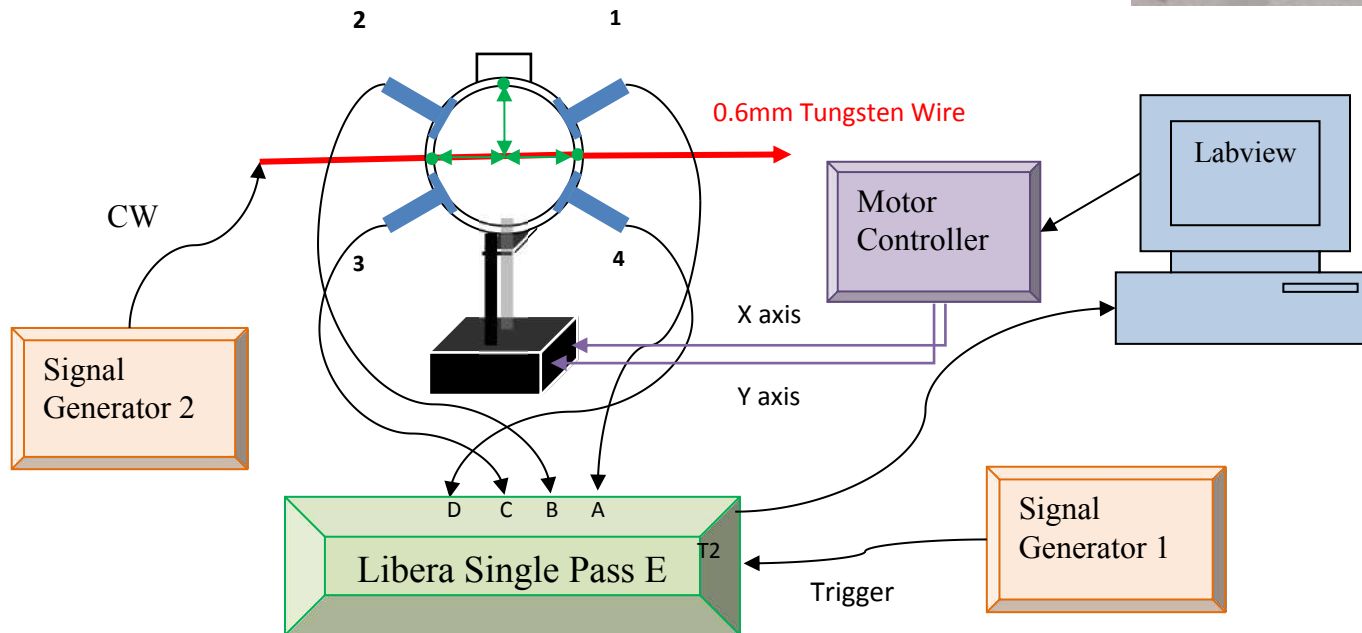 2
1
0.6mm Tungsten Wire
Labview
CW
Motor
Controller
3
4
X axis
Y axis
Signal
Generator 2
D C B A
T2
Libera Single Pass E
Signal
Generator 1
Trigger